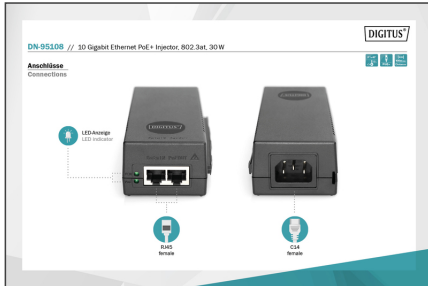 DIGITUS®
DN-95108 // 10 Gigabit Ethernet PoE+ Injector, 802.3at, 30 W
Anschlüsse
Connections
LED-Anzeige
LED indicator
DIGITUS
RJ45
female
C14
female